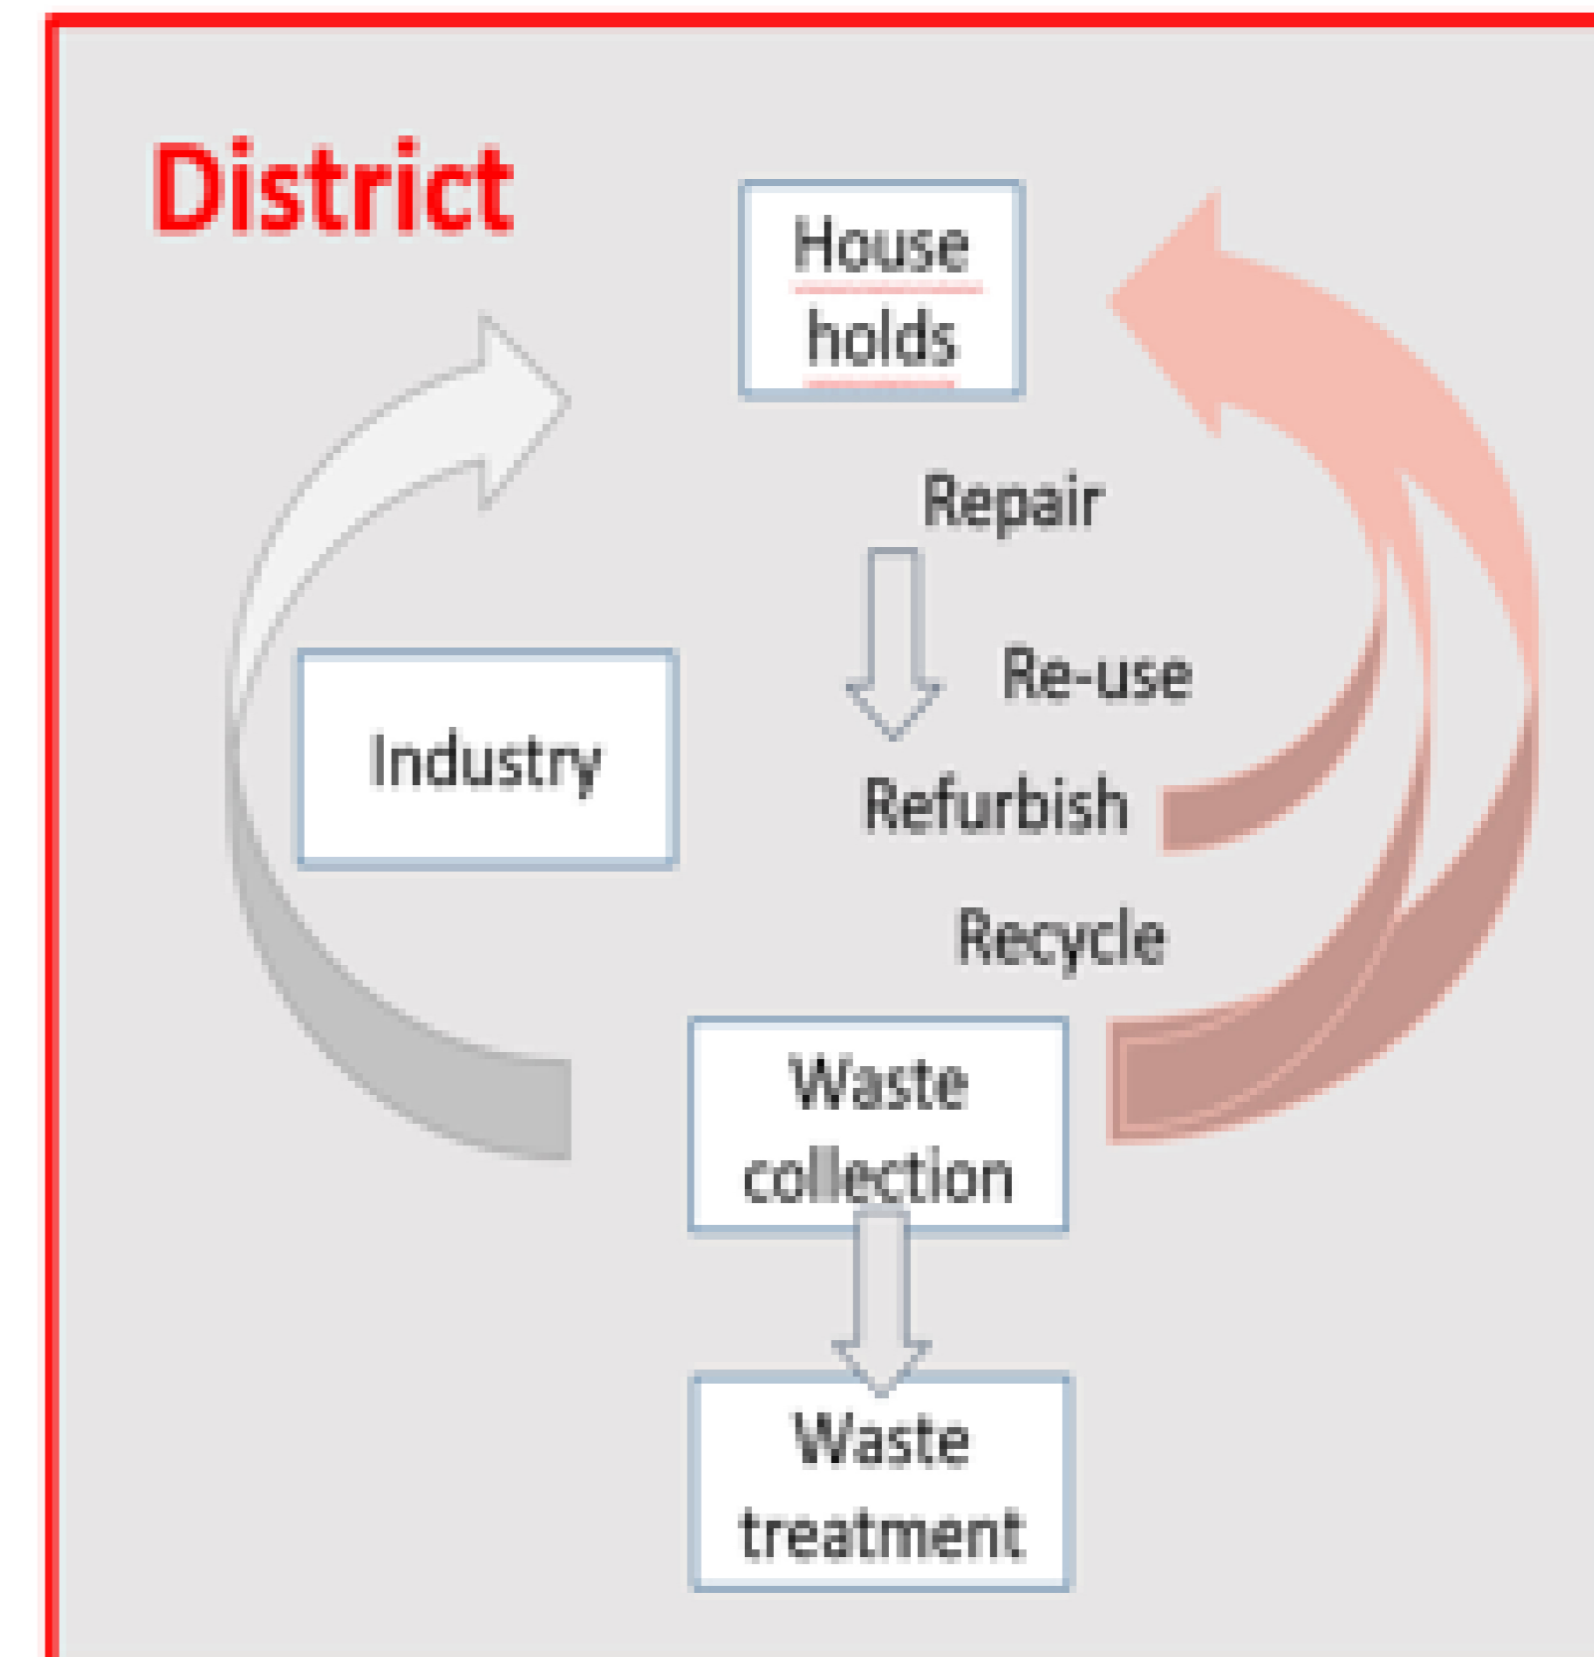 District
House
holds
Repair
Re-use
Industry
Refurbish
Recycle
Waste
collection
Waste
treatment